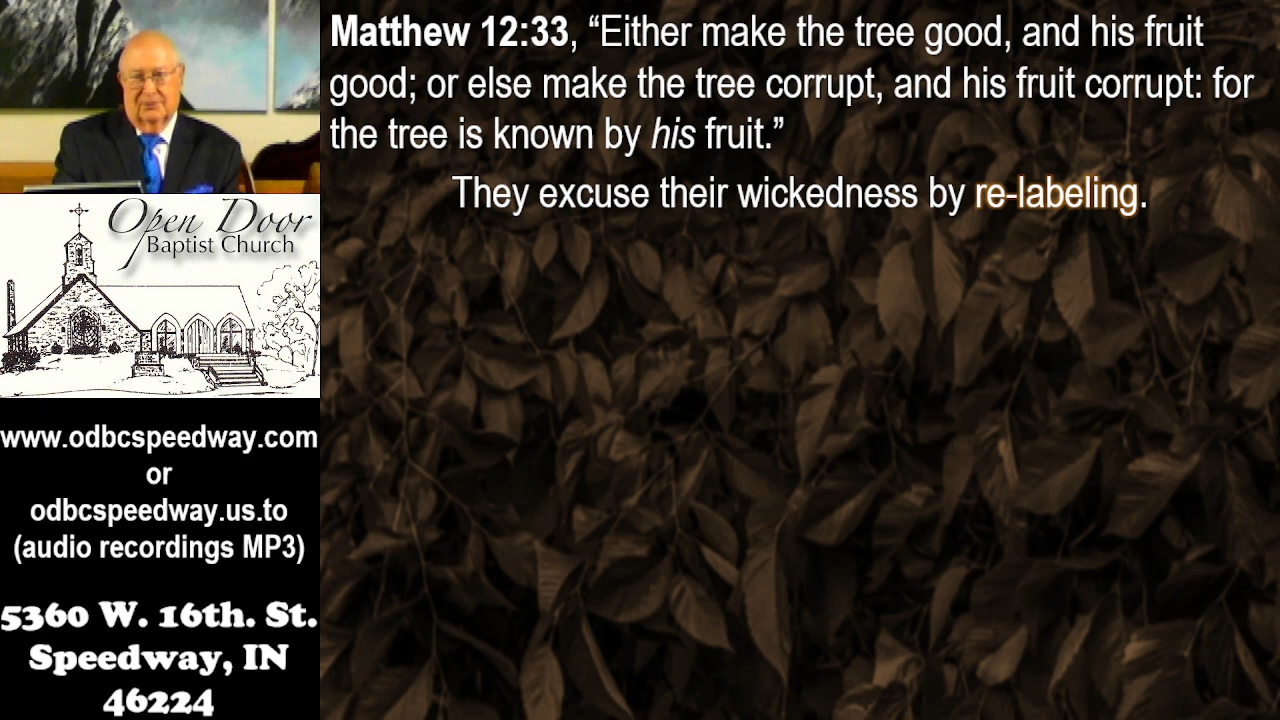 Matthew 12:33, “Either make the tree good, and his fruit
good; or else make the tree corrupt, and his fruit corrupt: for
the tree is known by his fruit.”
They excuse their wickedness by re-labeling.
Open Door
Baptist Church
www.odbcspeedway.com
or
odbcspeedway.us.to
(audio recordings MP3)
5360 W. 16th. St.
Speedway, IN
46224